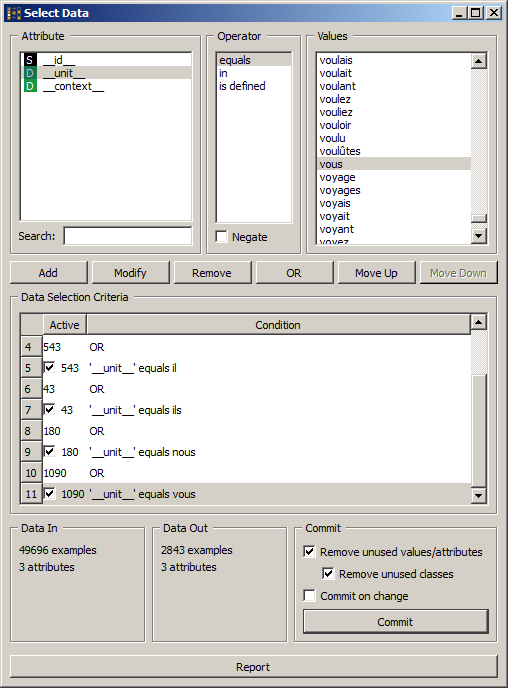 Select Data
Attribute
S __id__
D __unit__
D __context__
Search:
Operator
equals
in
is defined
Negate
Values
voulais
voulait
voulant
voulez
vouliez
vouloir
voulu
voulûtes
vous
voyage
voyages
voyais
voyait
voyant
voyez
Add Modify Remove OR Move Up Move Down
Data Selection Criteria
Active Condition
4 543 OR
5 543 '__unit__' equals il
6 43 OR
7 43 '__unit__' equals ils
8 180 OR
9 180 '__unit__' equals nous
10 1090 OR
11 1090 '__unit__' equals vous
Data In
49696 examples
3 attributes
Data Out
2843 examples
3 attributes
Commit
Remove unused values/attributes
Remove unused classes
Commit on change
Commit
Report